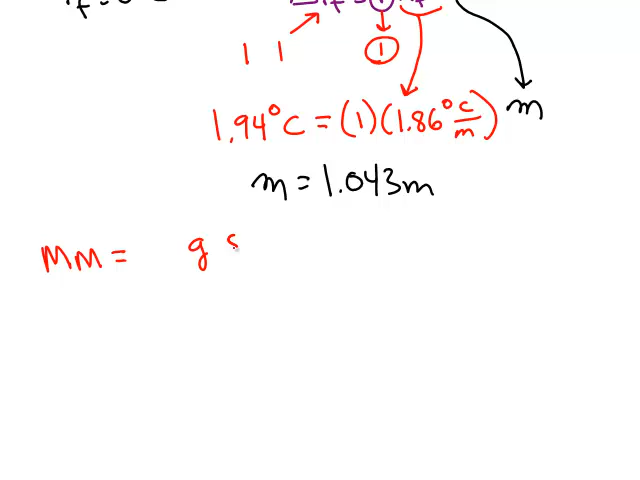 1 1 ①
1.94°C = (1)(1.86°C/m) m
m = 1.043m
MM = g